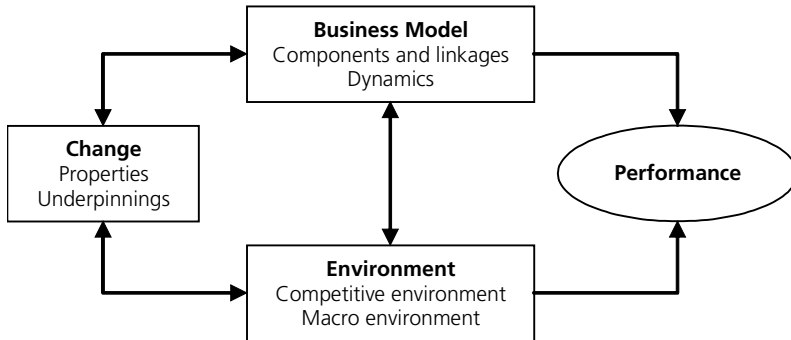 Business Model
Components and linkages
Dynamics
Change
Properties
Underpinnings
Performance
Environment
Competitive environment
Macro environment